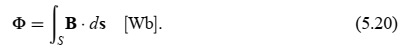 Φ = ∫_S B · ds [Wb]. (5.20)